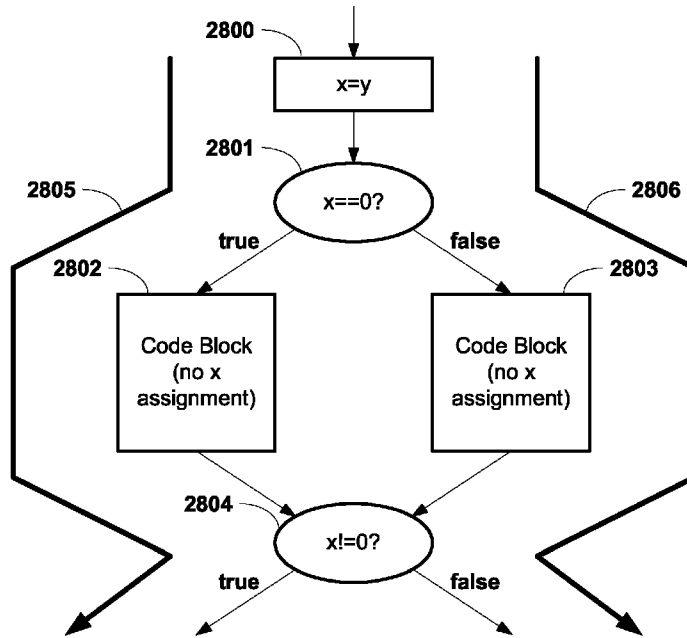 2800
x=y
2801
x==0?
2805
2806
true
false
2802
2803
Code Block
(no x
assignment)
Code Block
(no x
assignment)
2804
x!=0?
true
false